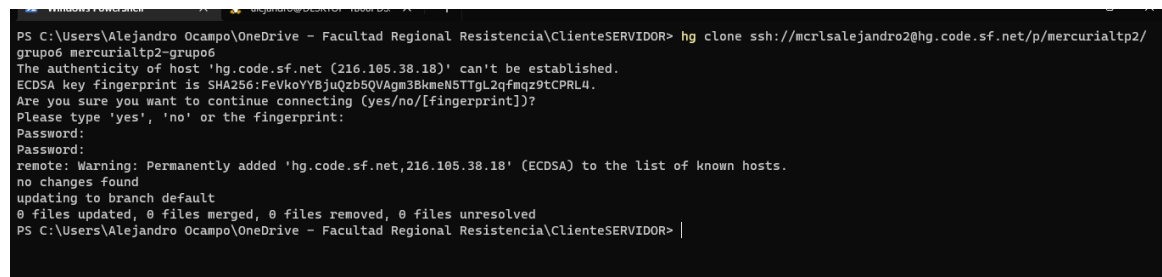 Windows PowerShell
PS C:\Users\Alejandro Ocampo\OneDrive - Facultad Regional Resistencia\ClienteSERVIDOR> hg clone ssh://mcrlsalejandro2@hg.code.sf.net/p/mercurialtp2/
grupo6 mercurialtp2-grupo6
The authenticity of host 'hg.code.sf.net (216.105.38.18)' can't be established.
ECDSA key fingerprint is SHA256:FeVkoYYBjuQzb5QVAgm3BkmeN5TTgL2qfmqz9tCPRL4.
Are you sure you want to continue connecting (yes/no/[fingerprint])?
Please type 'yes', 'no' or the fingerprint:
Password:
Password:
remote: Warning: Permanently added 'hg.code.sf.net,216.105.38.18' (ECDSA) to the list of known hosts.
no changes found
updating to branch default
0 files updated, 0 files merged, 0 files removed, 0 files unresolved
PS C:\Users\Alejandro Ocampo\OneDrive - Facultad Regional Resistencia\ClienteSERVIDOR>